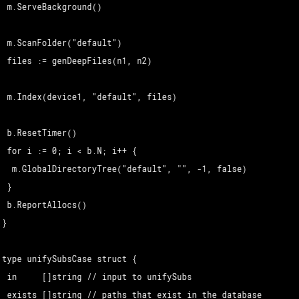 m.ServeBackground()
m.ScanFolder("default")
files := genDeepFiles(n1, n2)
m.Index(device1, "default", files)
b.ResetTimer()
for i := 0; i < b.N; i++ {
m.GlobalDirectoryTree("default", "", -1, false)
}
b.ReportAllocs()
}
type unifySubsCase struct {
in     []string // input to unifySubs
exists []string // paths that exist in the database